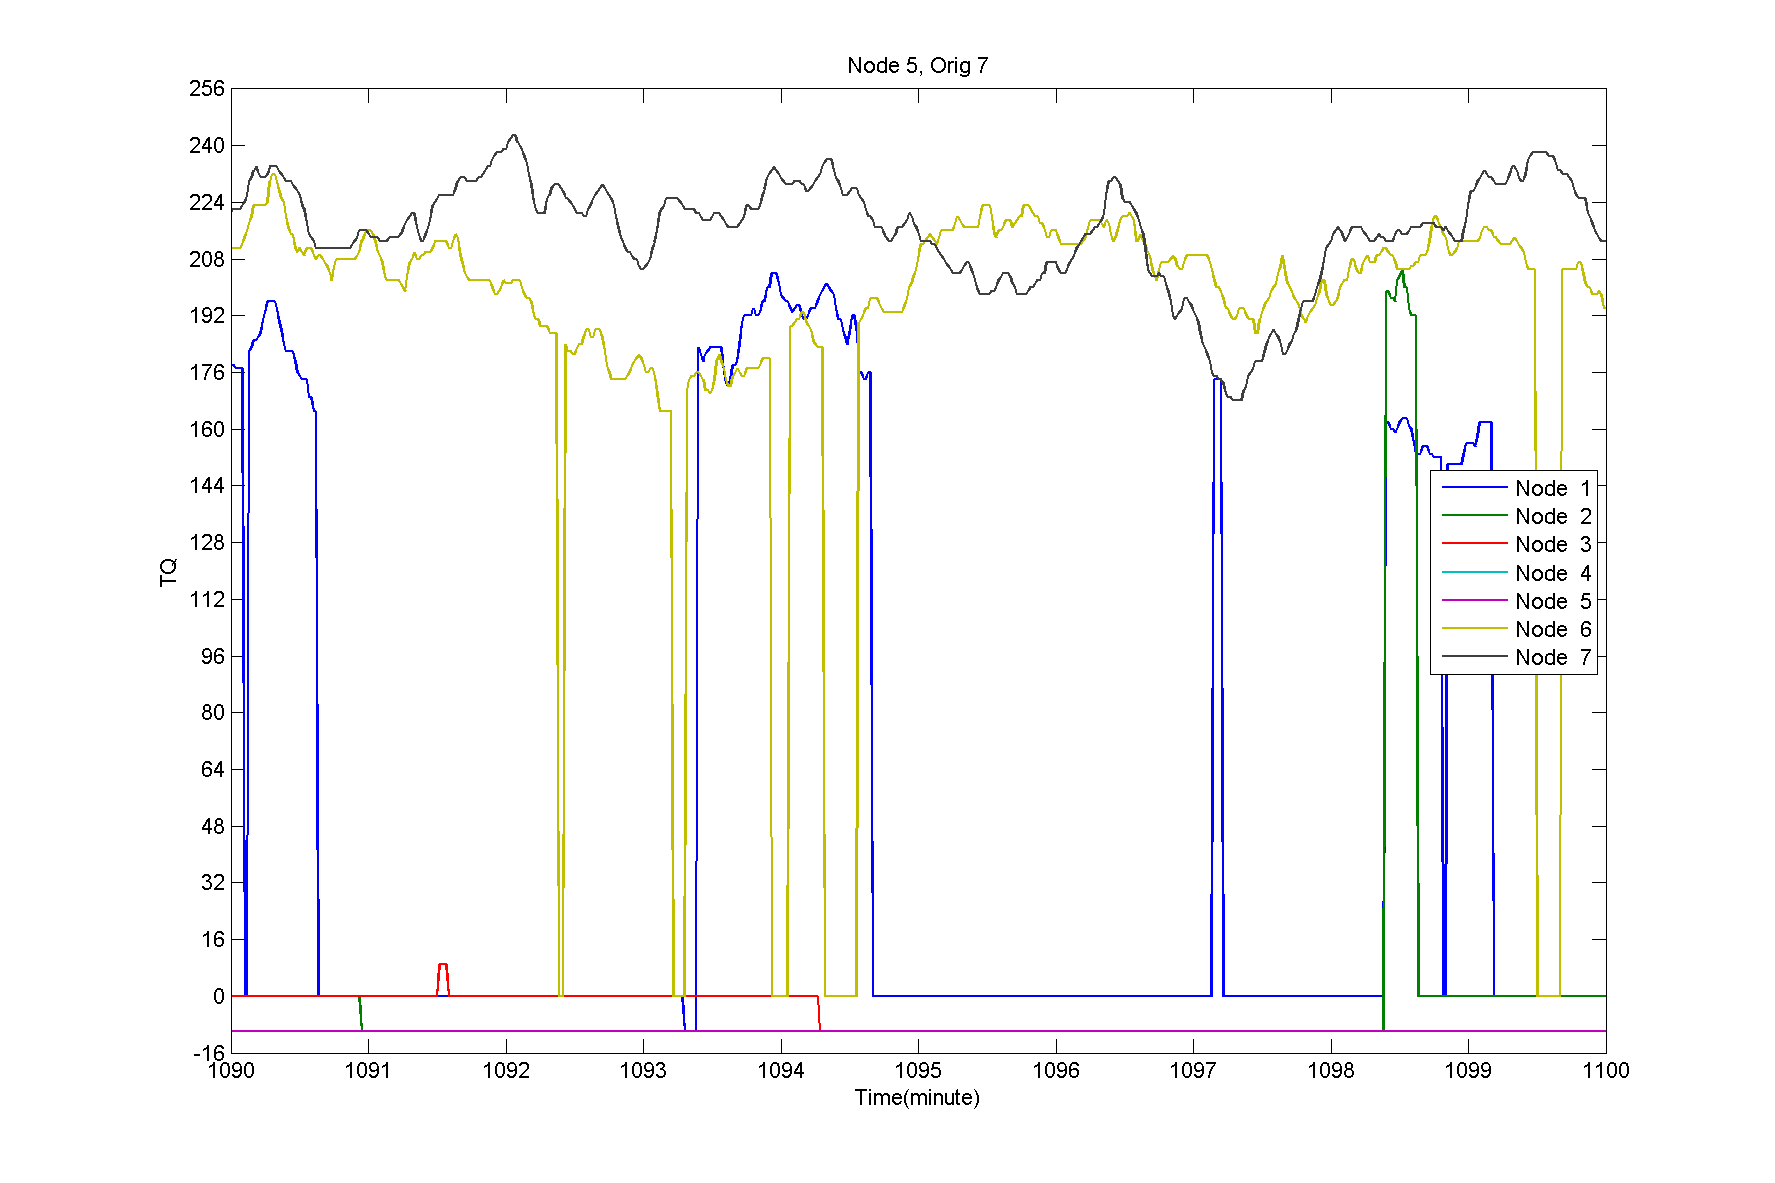 Node 5, Orig 7
256
240
224
208
192
176
160
144
128
112
96
80
64
48
32
16
0
-16
TQ
Node 1
Node 2
Node 3
Node 4
Node 5
Node 6
Node 7
1090 1091 1092 1093 1094 1095 1096 1097 1098 1099 1100
Time(minute)